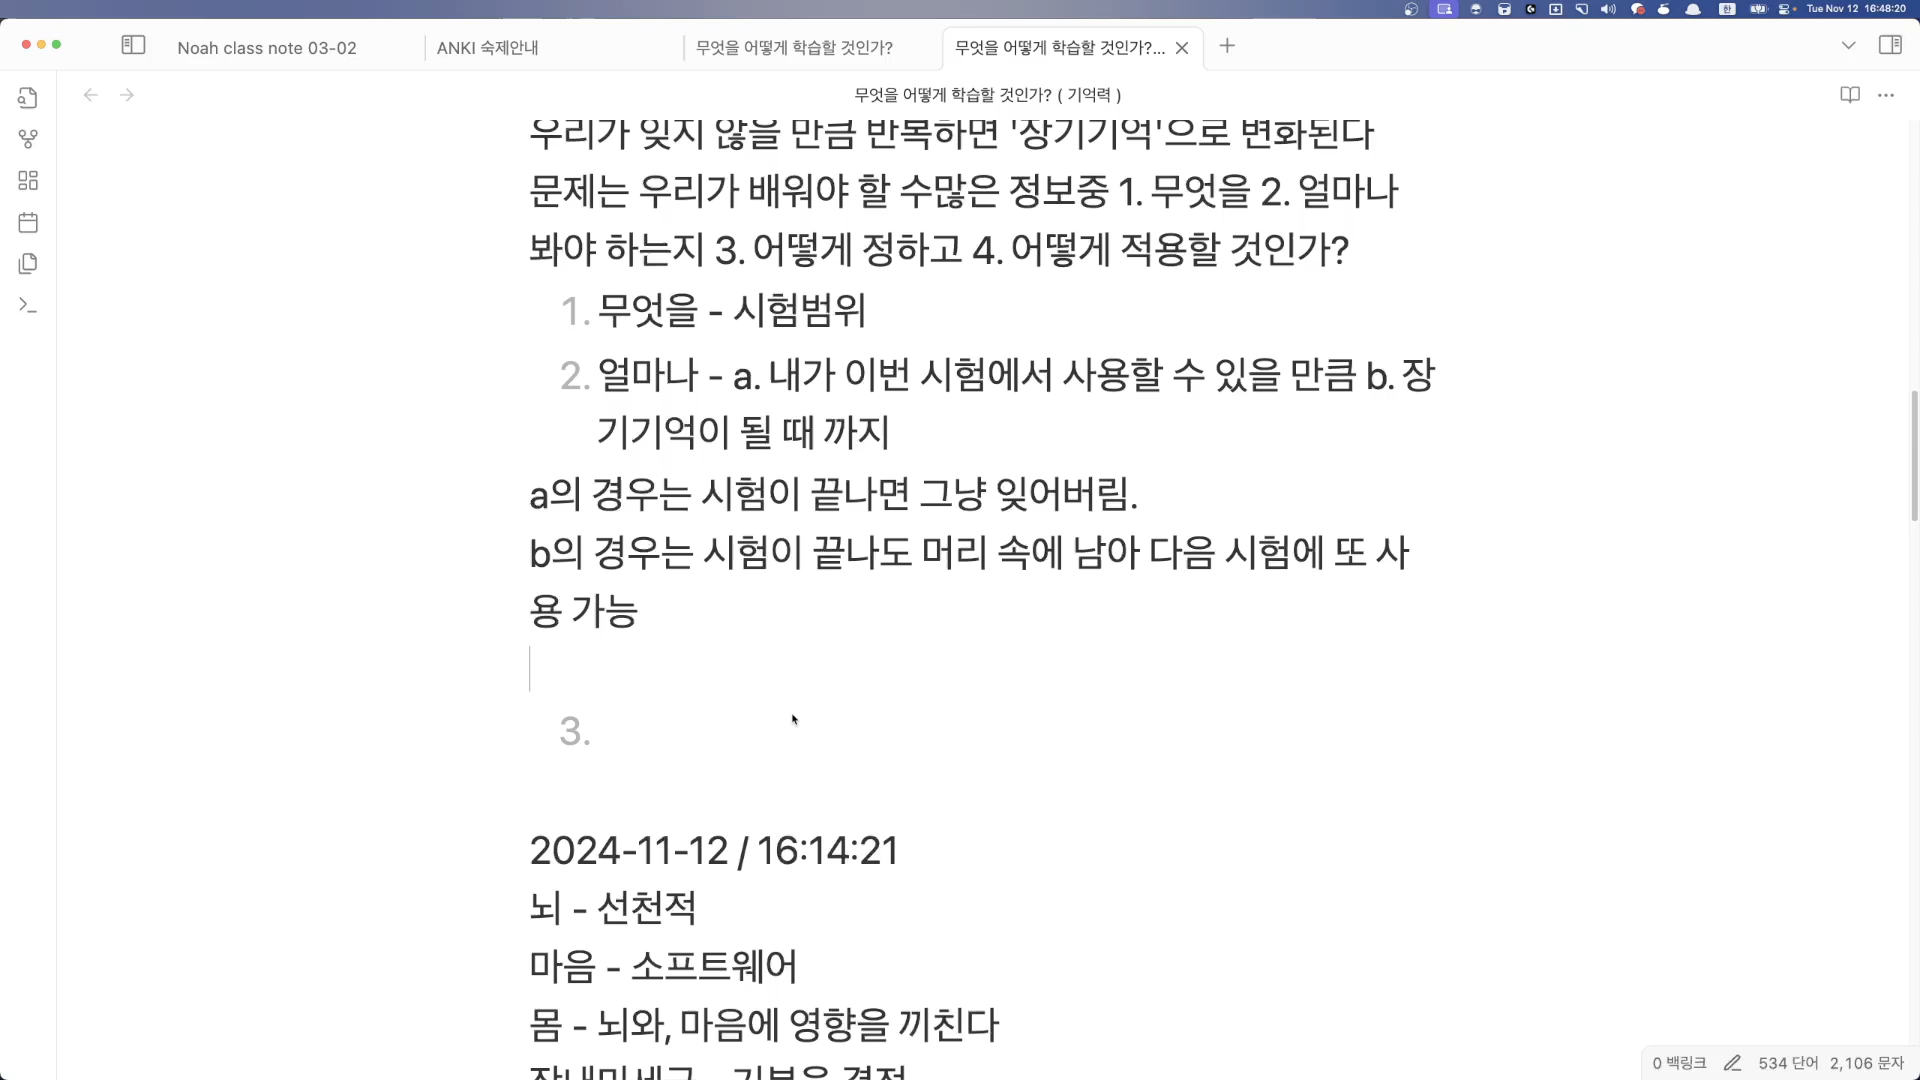 Tue Nov 12 16:48:20
Noah class note 03-02
ANKI 숙제안내
무엇을 어떻게 학습할 것인가?
무엇을 어떻게 학습할 것인가?...
무엇을 어떻게 학습할 것인가? ( 기억력 )
우리가 잊지 않을 만큼 반복하면 '장기기억'으로 변화된다
문제는 우리가 배워야 할 수많은 정보중 1. 무엇을 2. 얼마나
봐야 하는지 3. 어떻게 정하고 4. 어떻게 적용할 것인가?
1. 무엇을 - 시험범위
2. 얼마나 - a. 내가 이번 시험에서 사용할 수 있을 만큼 b. 장
기기억이 될 때 까지
a의 경우는 시험이 끝나면 그냥 잊어버림.
b의 경우는 시험이 끝나도 머리 속에 남아 다음 시험에 또 사
용 가능
3.
2024-11-12 / 16:14:21
뇌 - 선천적
마음 - 소프트웨어
몸 - 뇌와, 마음에 영향을 끼친다
장내미세균 - 기분을 결정
0 백링크 534 단어 2,106 문자